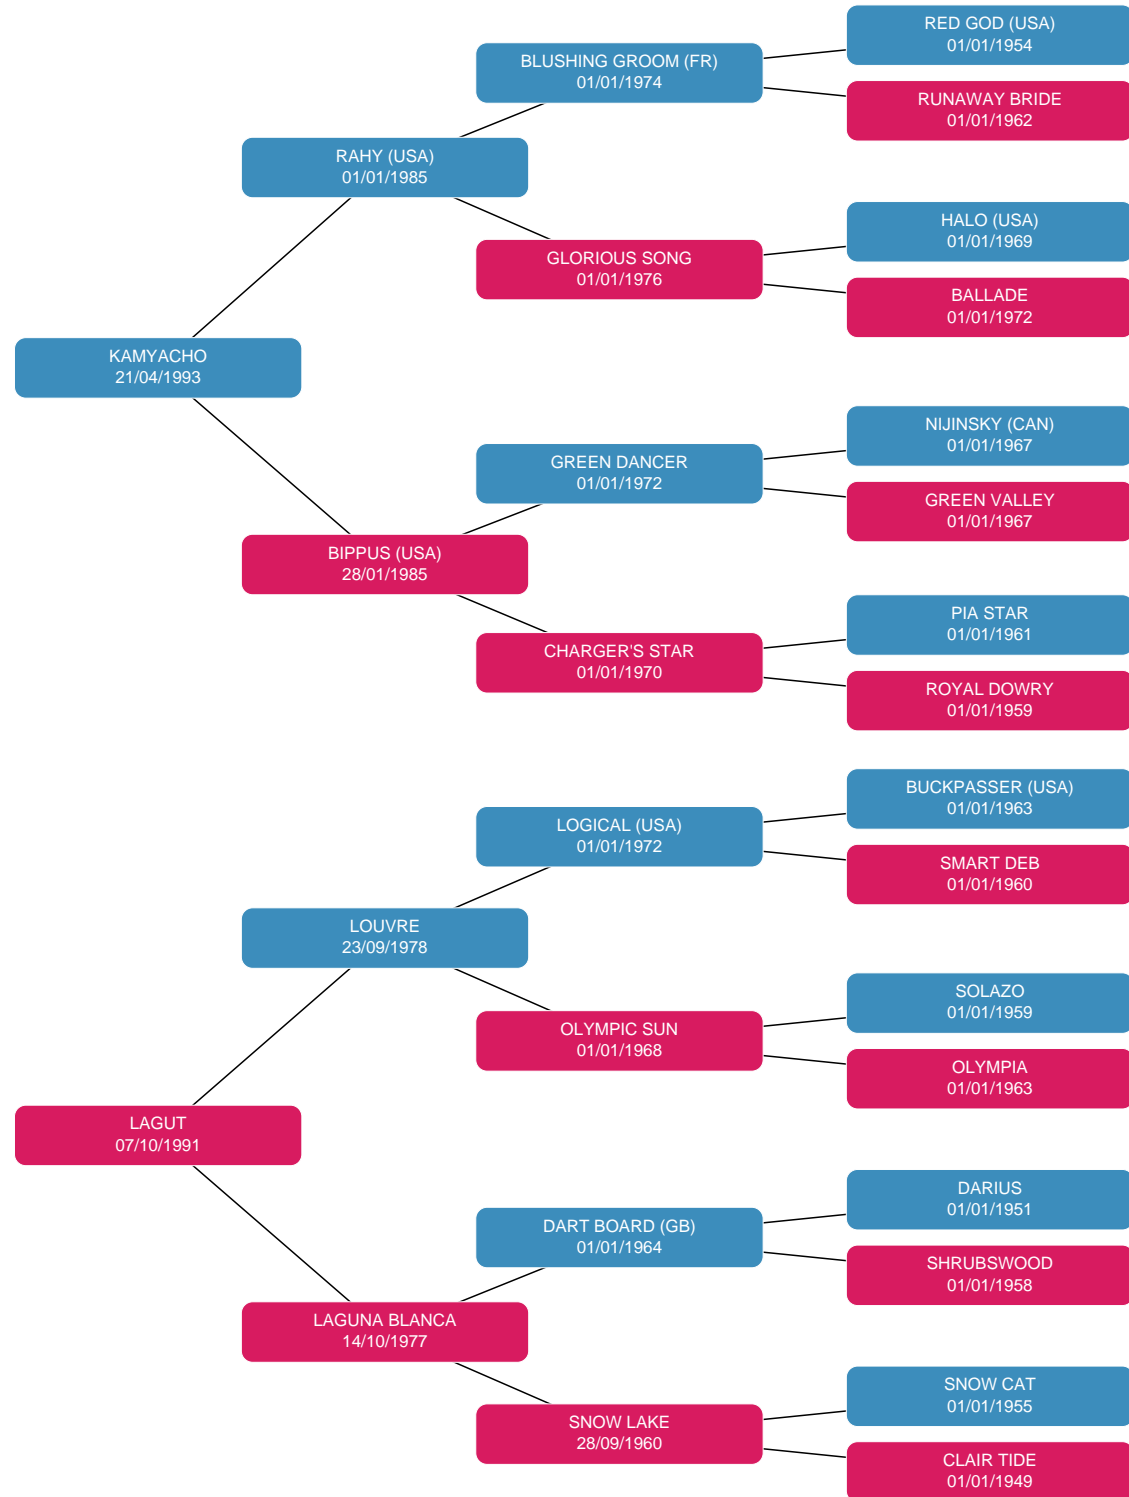 RED GOD (USA)
01/01/1954
BLUSHING GROOM (FR)
01/01/1974
RUNAWAY BRIDE
01/01/1962
RAHY (USA)
01/01/1985
HALO (USA)
01/01/1969
GLORIOUS SONG
01/01/1976
BALLADE
01/01/1972
KAMYACHO
21/04/1993
NIJINSKY (CAN)
01/01/1967
GREEN DANCER
01/01/1972
GREEN VALLEY
01/01/1967
BIPPUS (USA)
28/01/1985
PIA STAR
01/01/1961
CHARGER'S STAR
01/01/1970
ROYAL DOWRY
01/01/1959
BUCKPASSER (USA)
01/01/1963
LOGICAL (USA)
01/01/1972
SMART DEB
01/01/1960
LOUVRE
23/09/1978
SOLAZO
01/01/1959
OLYMPIC SUN
01/01/1968
OLYMPIA
01/01/1963
LAGUT
07/10/1991
DARIUS
01/01/1951
DART BOARD (GB)
01/01/1964
SHRUBSWOOD
01/01/1958
LAGUNA BLANCA
14/10/1977
SNOW CAT
01/01/1955
SNOW LAKE
28/09/1960
CLAIR TIDE
01/01/1949